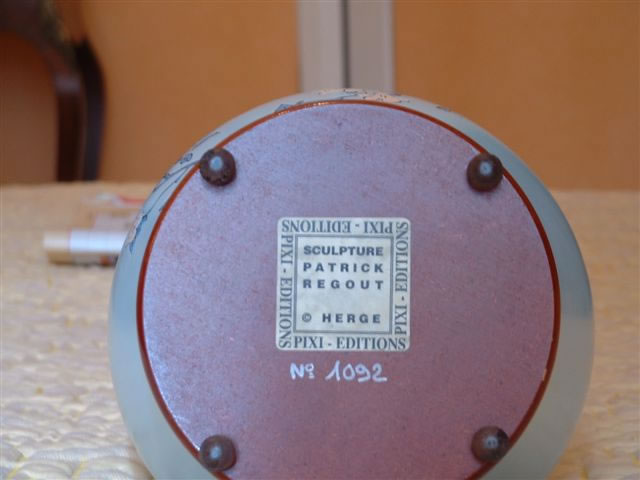 PIXI - EDITIONS
PIXI - EDITIONS
SCULPTURE
PATRICK
REGOUT
© HERGE
PIXI - EDITIONS
PIXI - EDITIONS
Nº 1092